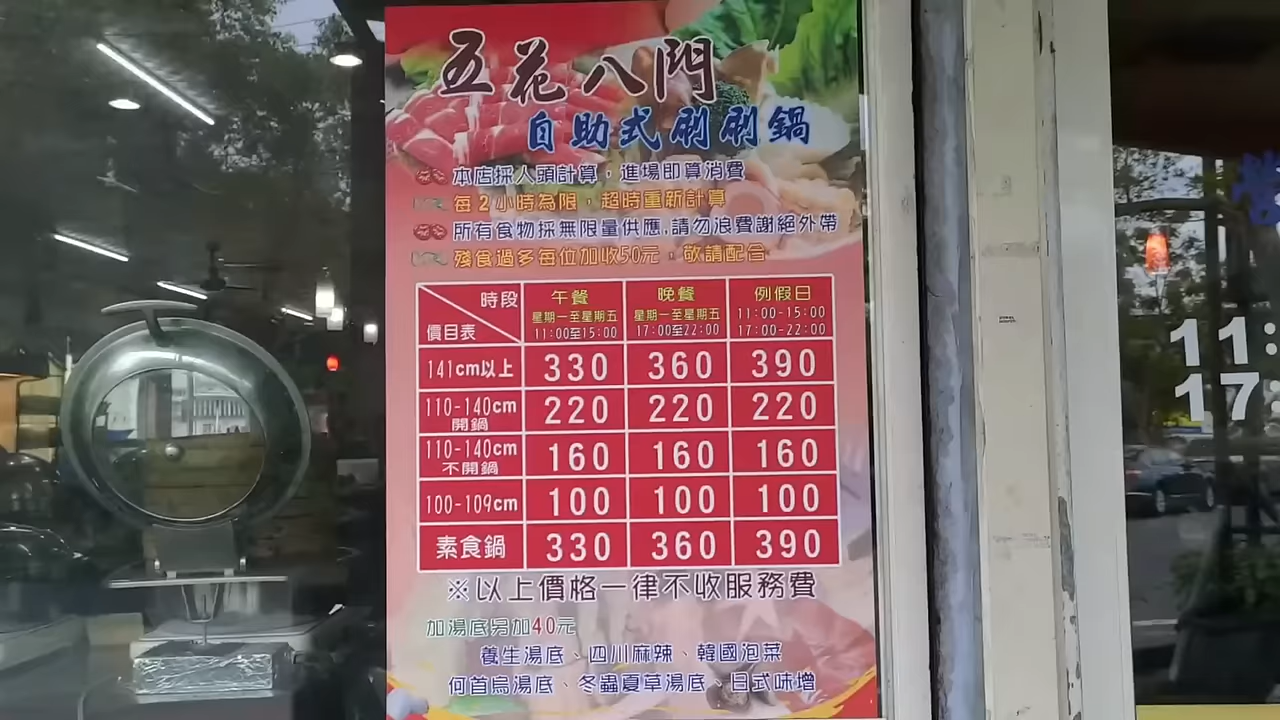 五花八門
自助式刷刷鍋
本店採人頭計算，進場即算消費
每2小時為限，超時重新計算
所有食物採無限量供應,請勿浪費謝絕外帶
殘食過多每位加收50元，敬請配合
時段
價目表
午餐
星期一至星期五
11:00至15:00
晚餐
星期一至星期五
17:00至22:00
例假日
11:00-15:00
17:00-22:00
141cm以上 330 360 390
110-140cm 開鍋 220 220 220
110-140cm 不開鍋 160 160 160
100-109cm 100 100 100
素食鍋 330 360 390
※以上價格一律不收服務費
加湯底另加40元
養生湯底、四川麻辣、韓國泡菜
何首烏湯底、冬蟲夏草湯底、日式味增
11:
17: